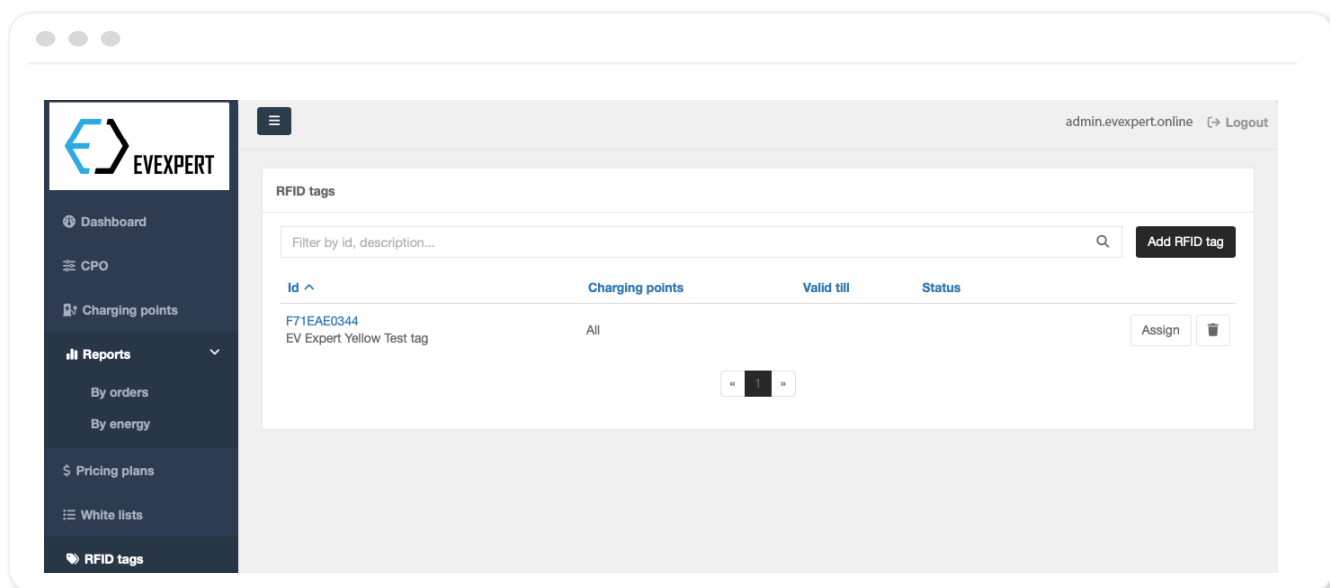 EVEXPERT
admin.evexpert.online Logout
Dashboard
CPO
Charging points
Reports
By orders
By energy
Pricing plans
White lists
RFID tags
RFID tags
Filter by id, description...
Add RFID tag
Id Charging points Valid till Status
F71EAE0344
EV Expert Yellow Test tag
All
Assign
« 1 »